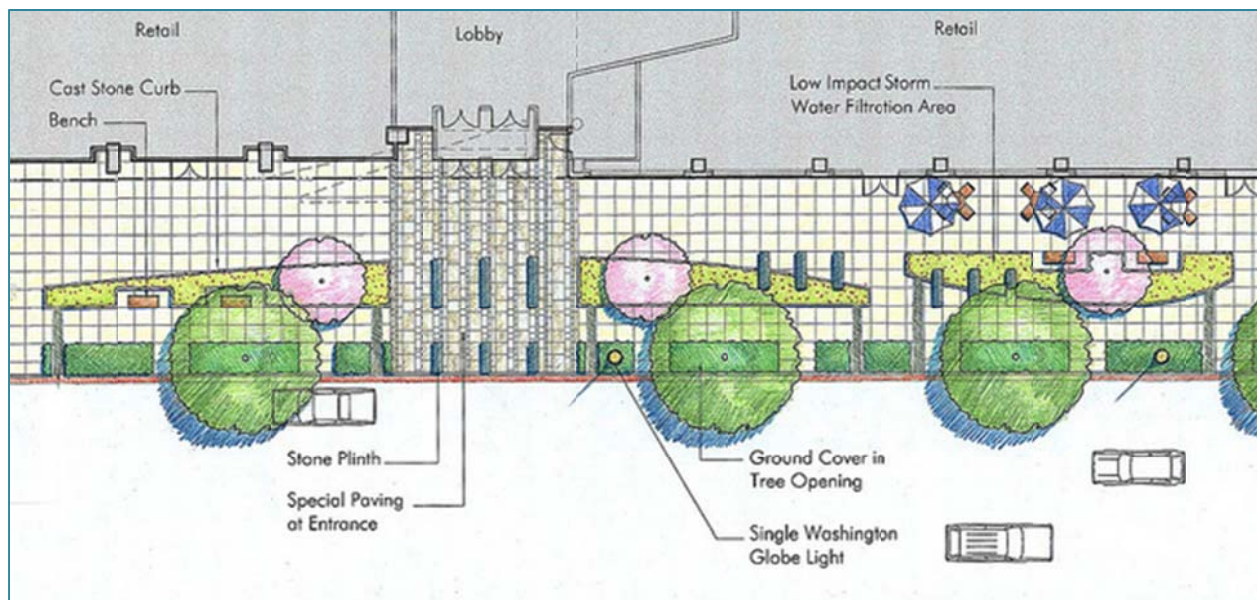 Retail
Lobby
Retail
Cast Stone Curb
Bench
Low Impact Storm
Water Filtration Area
Stone Plinth
Special Paving
at Entrance
Ground Cover in
Tree Opening
Single Washington
Globe Light